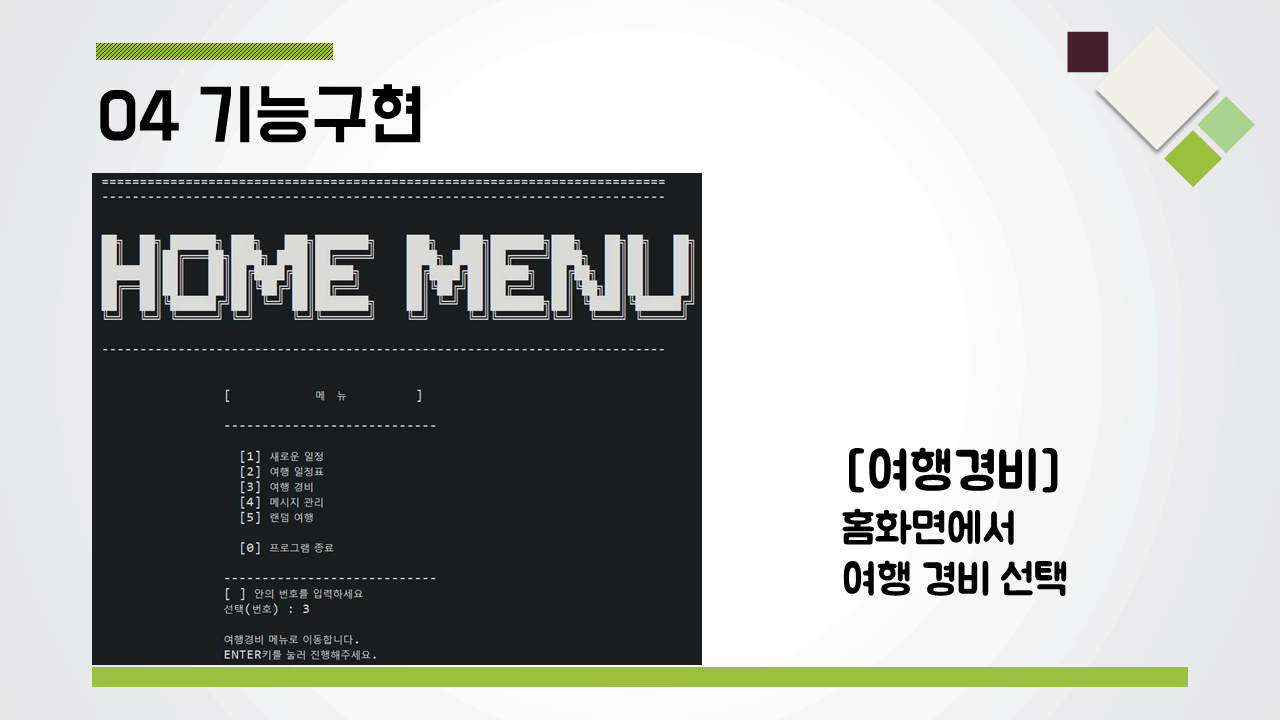 04 기능구현
===========================================================================
---------------------------------------------------------------------------
HOME MENU
---------------------------------------------------------------------------
[ 메 뉴 ]
----------------------------
[1] 새로운 일정
[2] 여행 일정표
[3] 여행 경비
[4] 메시지 관리
[5] 랜덤 여행
[0] 프로그램 종료
----------------------------
[ ] 안의 번호를 입력하세요
선택(번호) : 3
여행경비 메뉴로 이동합니다.
ENTER키를 눌러 진행해주세요.
[여행경비]
홈화면에서
여행 경비 선택